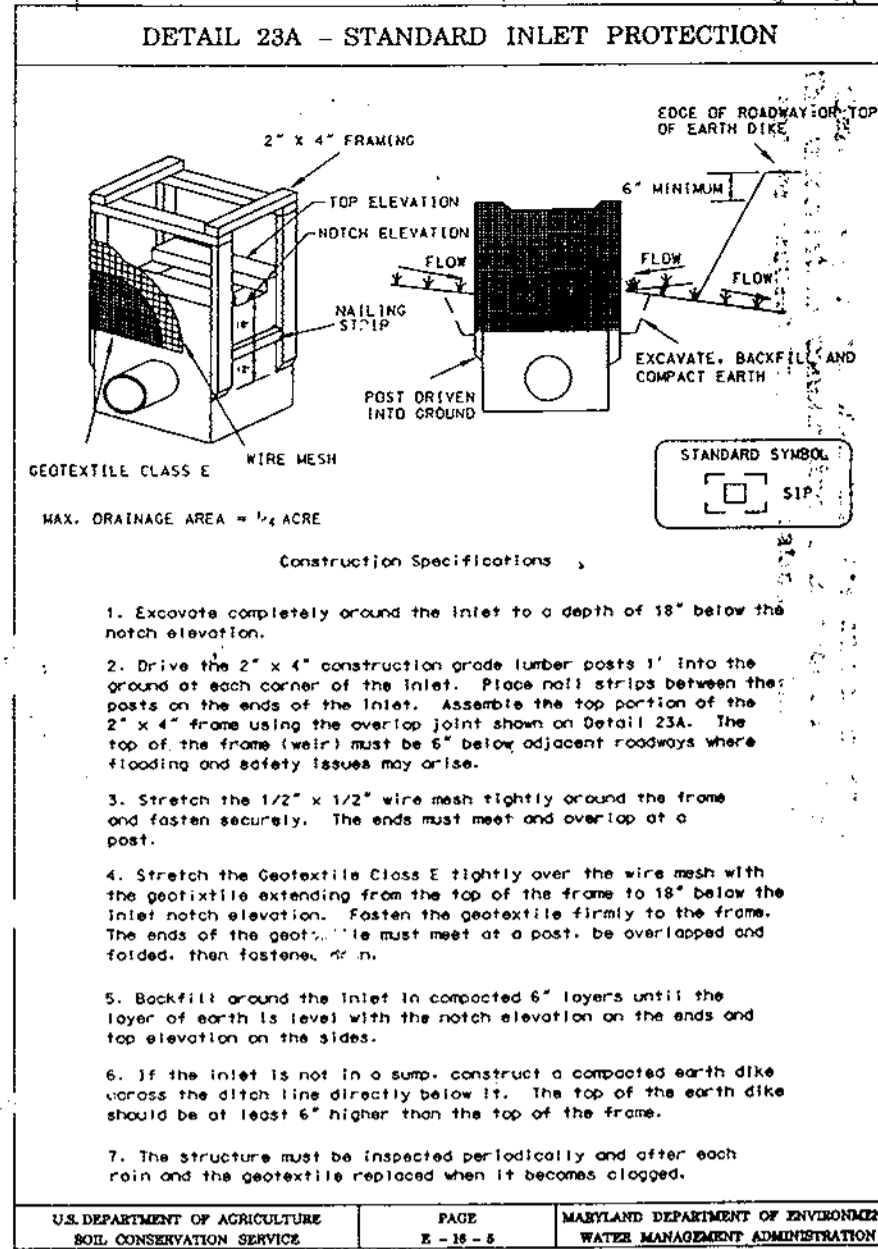 DETAIL 23A - STANDARD INLET PROTECTION
2" X 4" FRAMING
EDGE OF ROADWAY OR TOP
OF EARTH DIKE
TOP ELEVATION
6" MINIMUM
NOTCH ELEVATION
FLOW
FLOW
FLOW
NAILING
STRIP
18"
12"
EXCAVATE, BACKFILL AND
COMPACT EARTH
POST DRIVEN
INTO GROUND
WIRE MESH
GEOTEXTILE CLASS E
STANDARD SYMBOL
SIP
MAX. DRAINAGE AREA = 1/4 ACRE
Construction Specifications
1. Excavate completely around the inlet to a depth of 18" below the
notch elevation.
2. Drive the 2" x 4" construction grade lumber posts 1' into the
ground at each corner of the inlet. Place nail strips between the
posts on the ends of the inlet. Assemble the top portion of the
2" x 4" frame using the overlap joint shown on Detail 23A. The
top of the frame (weir) must be 6" below adjacent roadways where
flooding and safety issues may arise.
3. Stretch the 1/2" x 1/2" wire mesh tightly around the frame
and fasten securely. The ends must meet and overlap at a
post.
4. Stretch the Geotextile Class E tightly over the wire mesh with
the geotixtile extending from the top of the frame to 18" below the
inlet notch elevation. Fasten the geotextile firmly to the frame.
The ends of the must meet at a post, be overlapped and
folded, then
5. Backfill around the inlet in compacted 6" layers until the
layer of earth is level with the notch elevation on the ends and
top elevation on the sides.
6. If the inlet is not in a sump, construct a compacted earth dike
across the ditch line directly below it. The top of the earth dike
should be at least 6" higher than the top of the frame.
7. The structure must be inspected periodically and after each
rain and the geotextile replaced when it becomes clogged.
U.S. DEPARTMENT OF AGRICULTURE
SOIL CONSERVATION SERVICE
PAGE
E - 16 - 5
MARYLAND DEPARTMENT OF ENVIRONMEN
WATER MANAGEMENT ADMINISTRATION